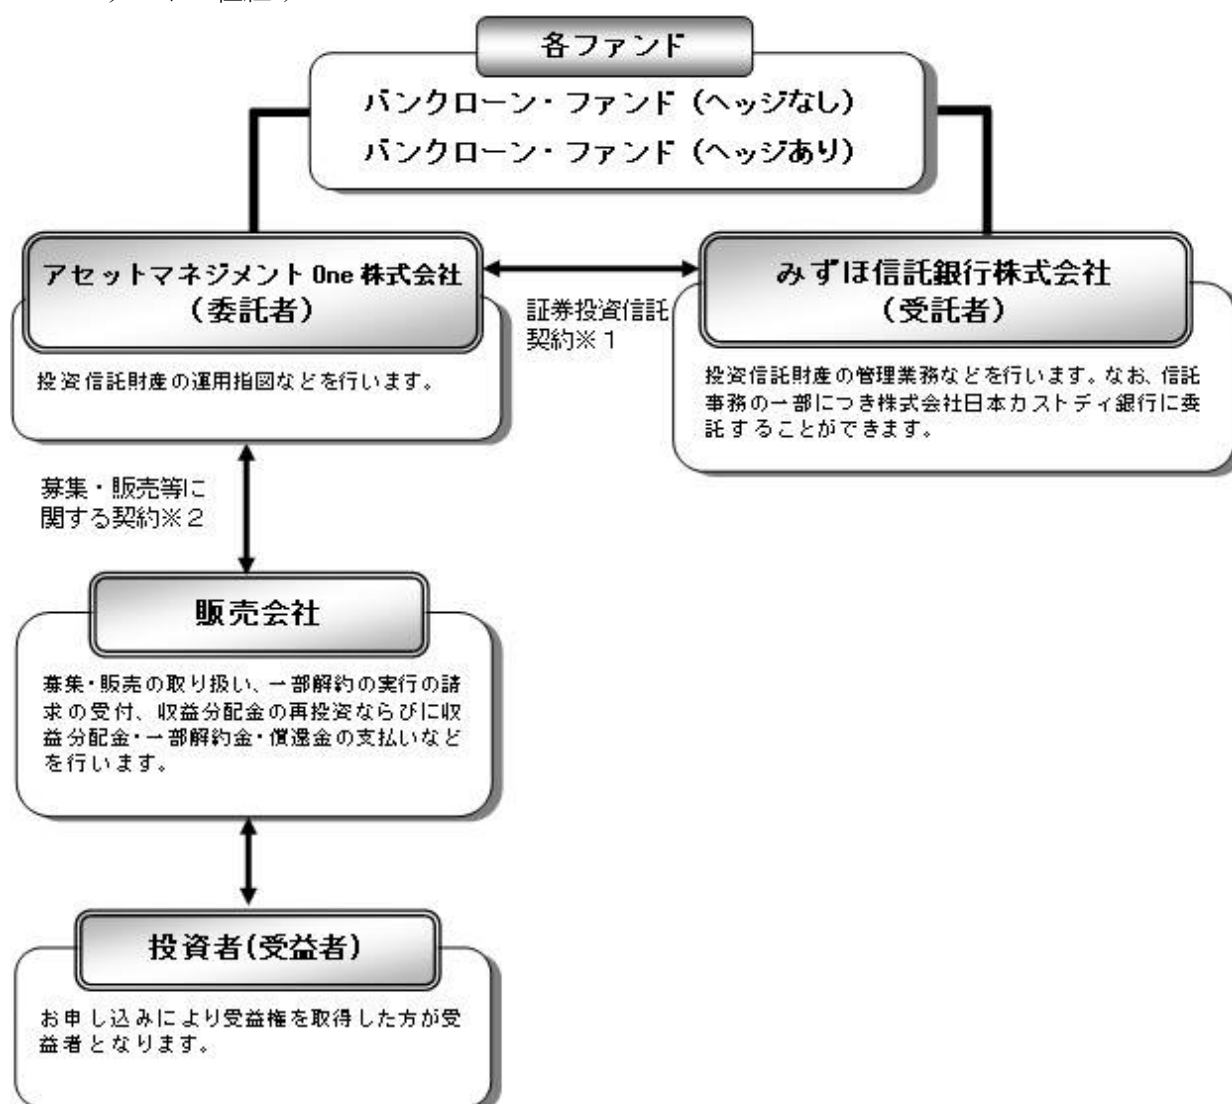 各ファンド
バンクローン・ファンド（ヘッジなし）
バンクローン・ファンド（ヘッジあり）
アセットマネジメント One 株式会社
（委託者）
投資信託財産の運用指図などを行います。
証券投資信託
契約※１
みずほ信託銀行株式会社
（受託者）
投資信託財産の管理業務などを行います。なお、信託
事務の一部につき株式会社日本カストディ銀行に委
託することができます。
募集・販売等に
関する契約※２
販売会社
募集・販売の取り扱い、一部解約の実行の請
求の受付、収益分配金の再投資ならびに収
益分配金・一部解約金・償還金の支払いなど
を行います。
投資者(受益者)
お申し込みにより受益権を取得した方が受
益者となります。